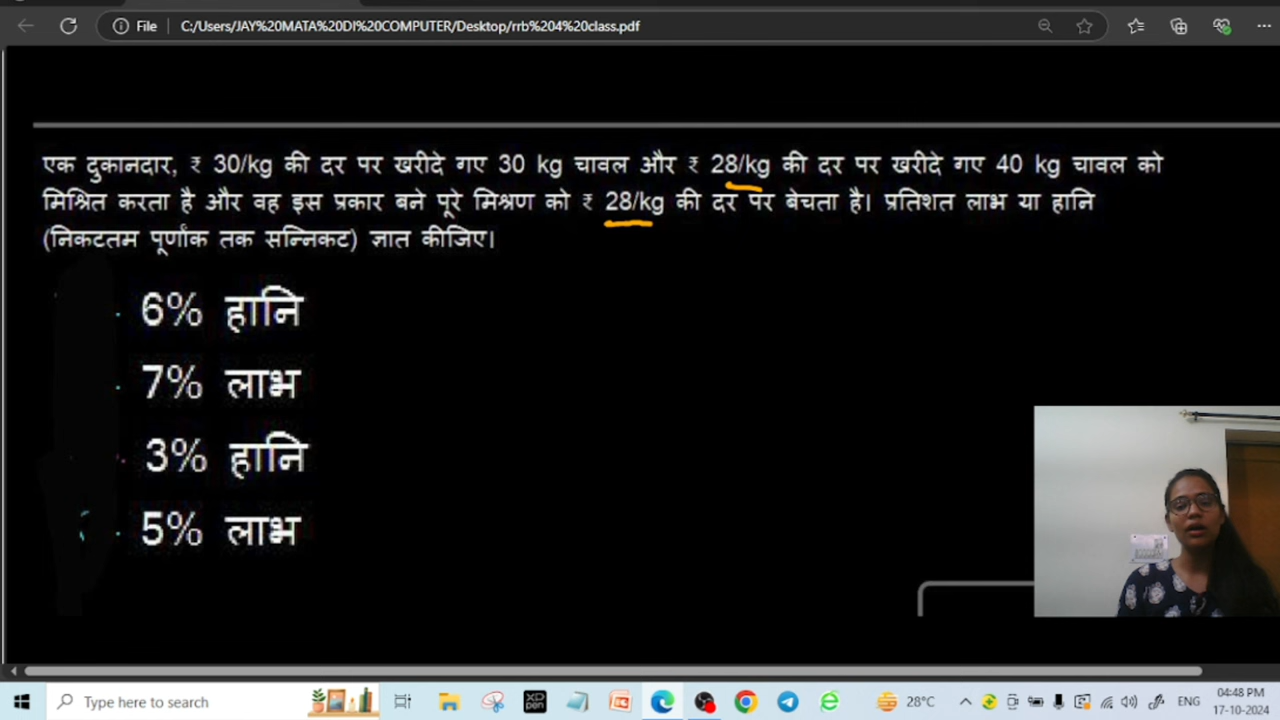 File
C:/Users/JAY%20MATA%20DI%20COMPUTER/Desktop/rrb%204%20class.pdf
एक दुकानदार, ₹ 30/kg की दर पर खरीदे गए 30 kg चावल और ₹ 28/kg की दर पर खरीदे गए 40 kg चावल को
मिश्रित करता है और वह इस प्रकार बने पूरे मिश्रण को ₹ 28/kg की दर पर बेचता है। प्रतिशत लाभ या हानि
(निकटतम पूर्णांक तक सन्निकट) ज्ञात कीजिए।
6% हानि
7% लाभ
3% हानि
5% लाभ
Type here to search
28°C
ENG
04:48 PM
17-10-2024